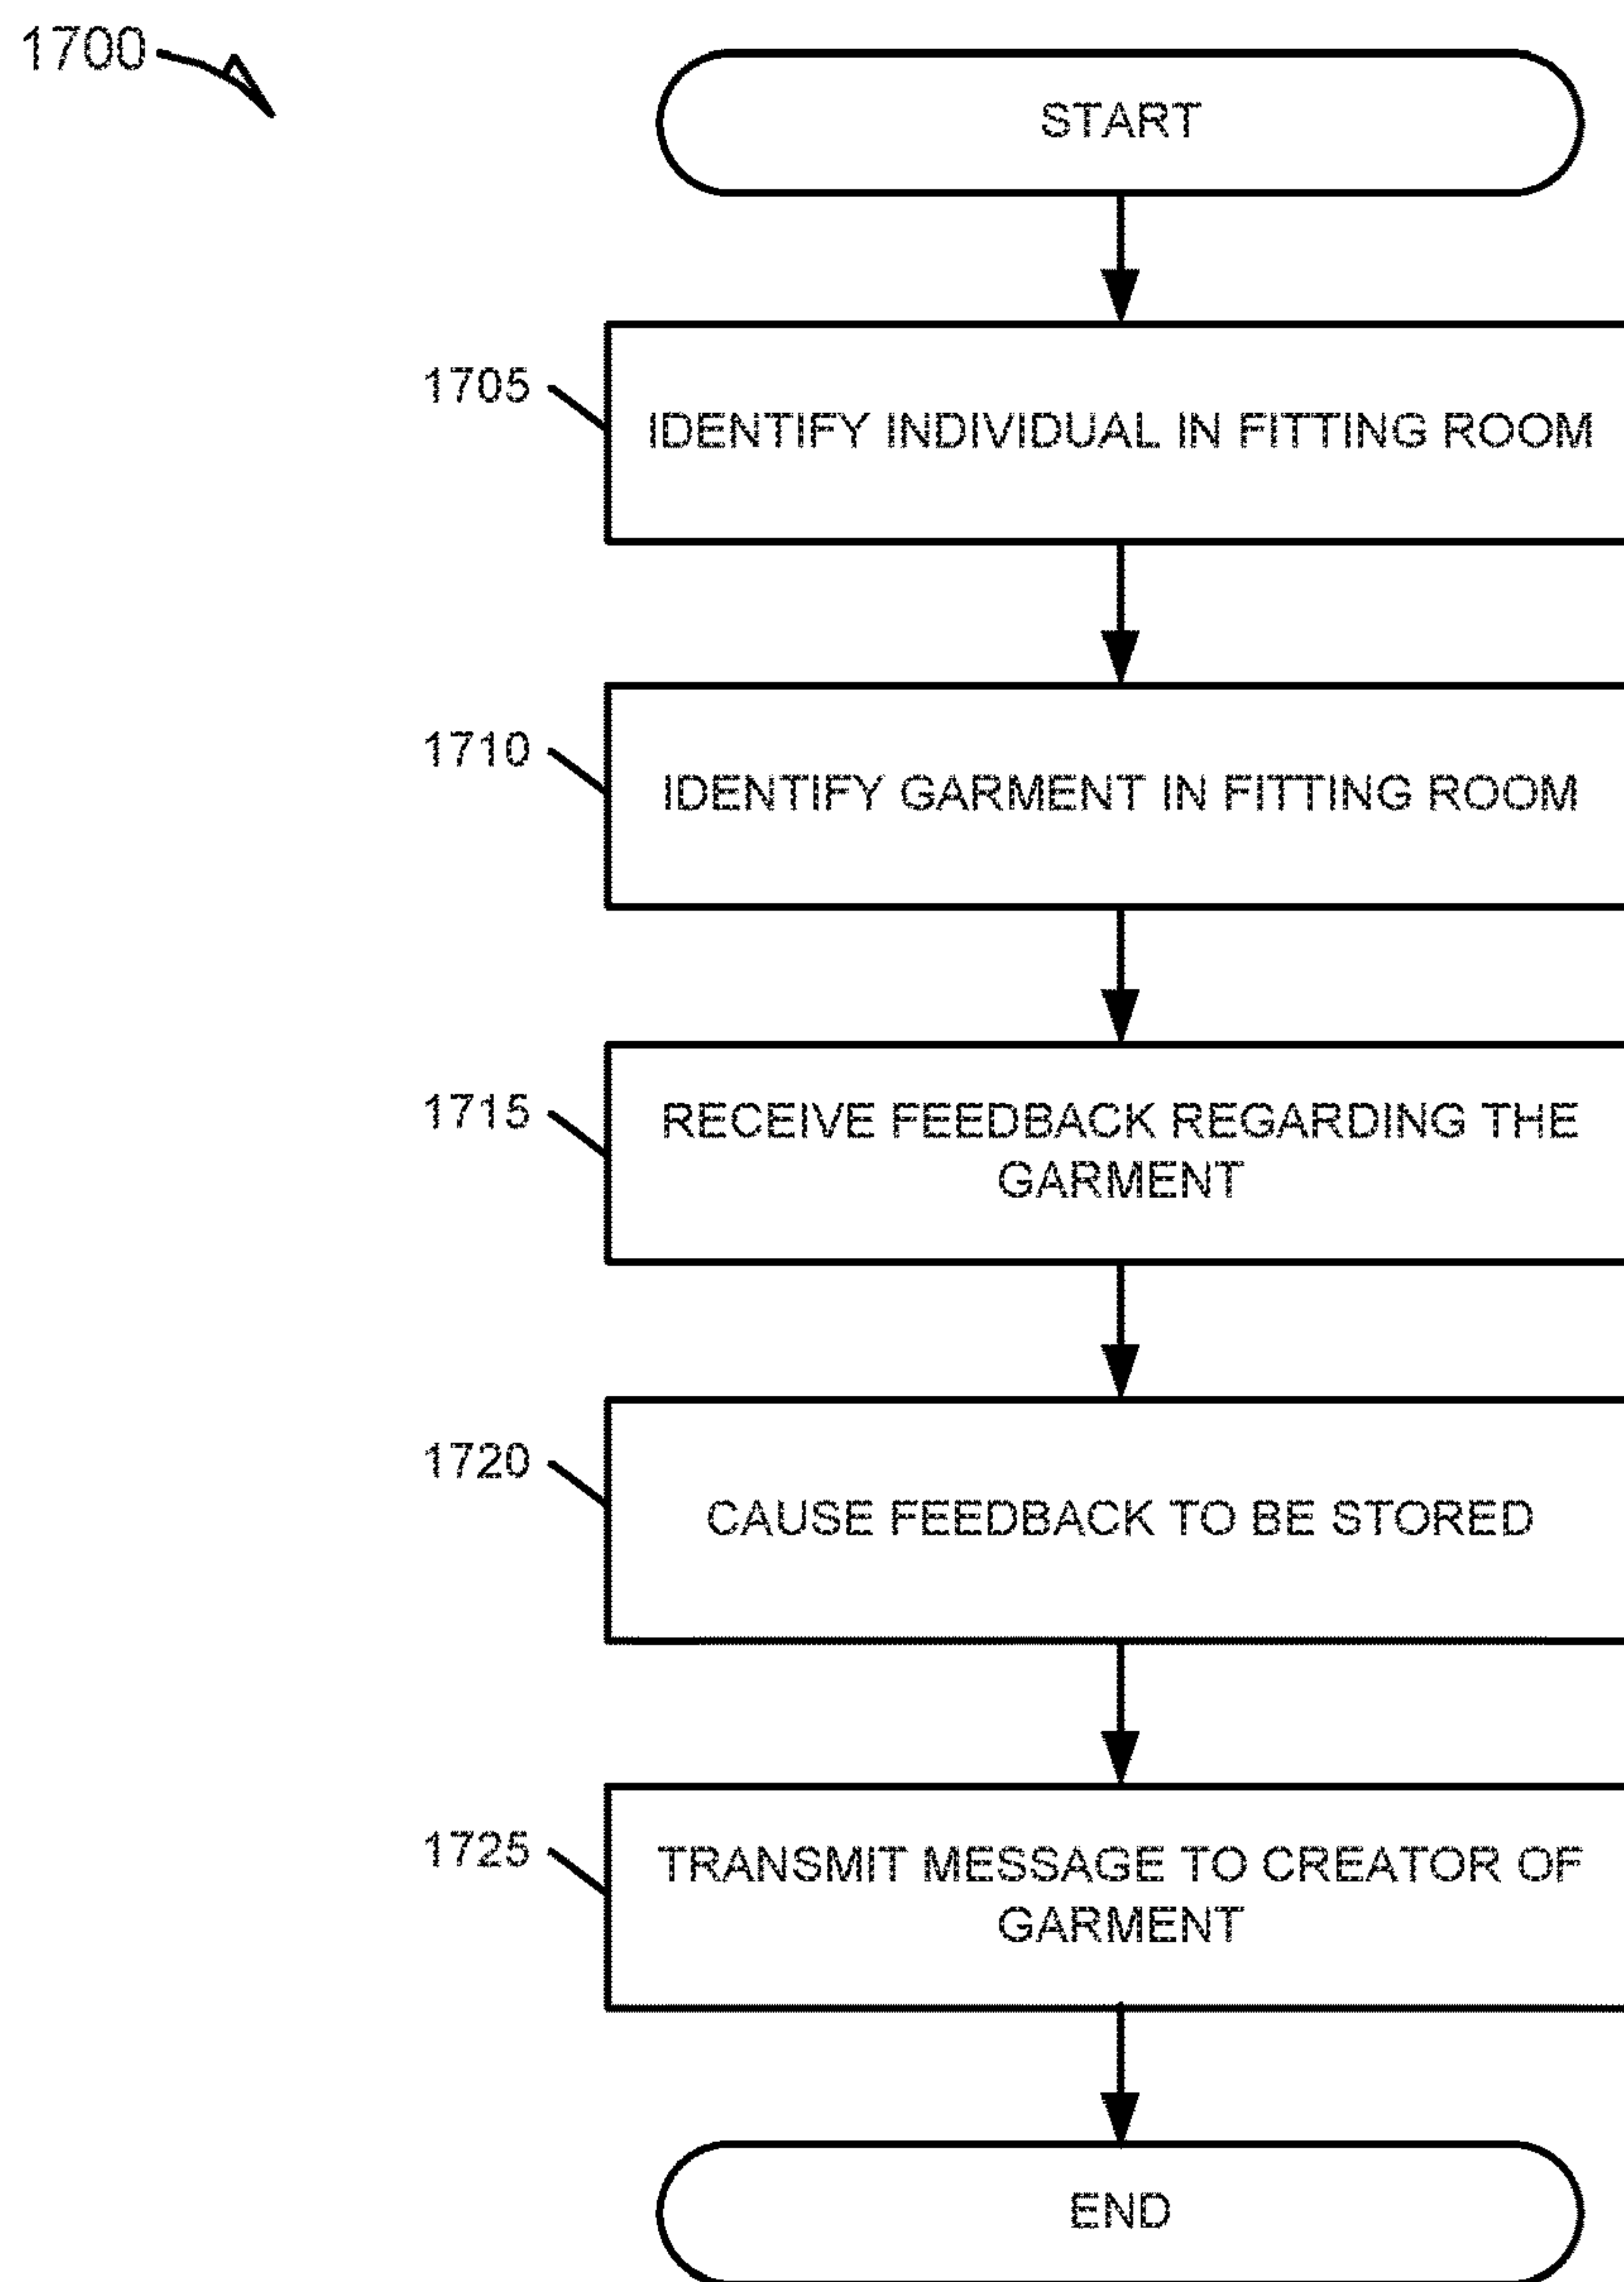 1700
START
1705
IDENTIFY INDIVIDUAL IN FITTING ROOM
1710
IDENTIFY GARMENT IN FITTING ROOM
1715
RECEIVE FEEDBACK REGARDING THE
GARMENT
1720
CAUSE FEEDBACK TO BE STORED
1725
TRANSMIT MESSAGE TO CREATOR OF
GARMENT
END